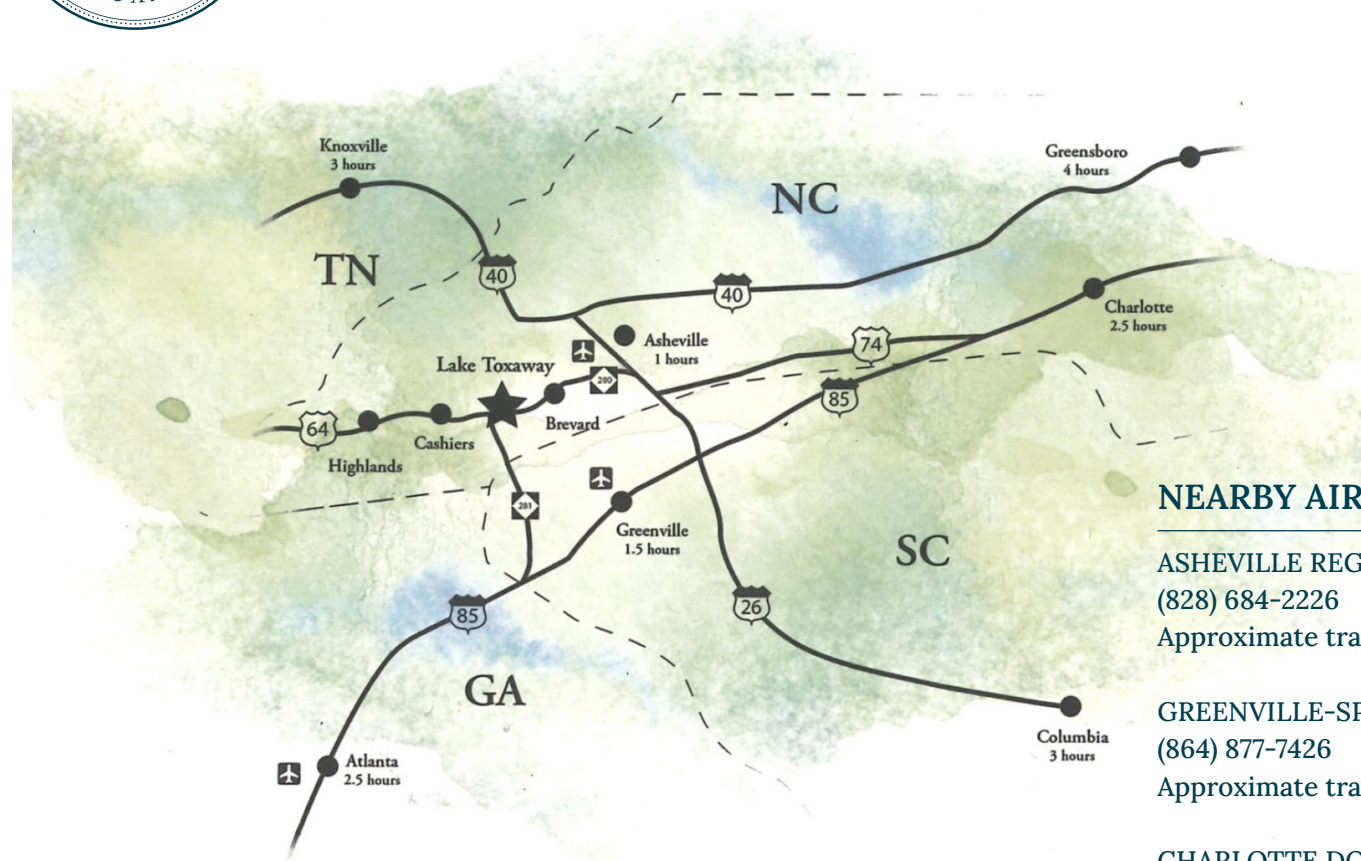 Knoxville
3 hours
Greensboro
4 hours
NC
TN
40
40
Charlotte
2.5 hours
Asheville
1 hours
74
Lake Toxaway
280
85
Brevard
64
Cashiers
Highlands
281
Greenville
1.5 hours
SC
NEARBY AIR
ASHEVILLE REG
(828) 684-2226
Approximate tra
85
26
GA
GREENVILLE-SP
(864) 877-7426
Approximate tra
Columbia
3 hours
Atlanta
2.5 hours
CHARLOTTE DO